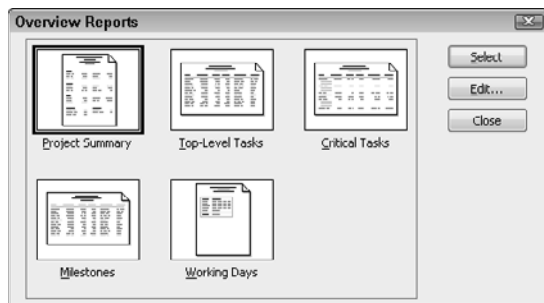 Overview Reports
Select
Edit...
Close
Project Summary
Top-Level Tasks
Critical Tasks
Milestones
Working Days